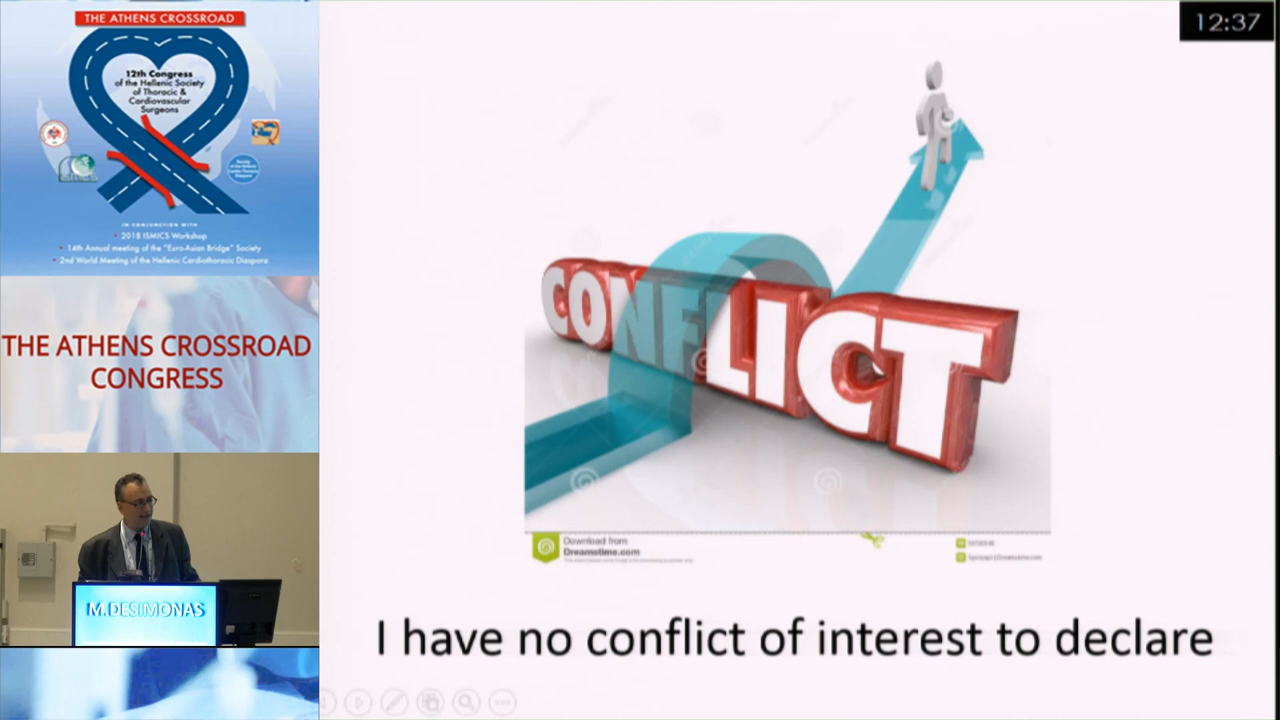 THE ATHENS CROSSROAD
12th Congress
of the Hellenic Society
of Thoracic &
Cardiovascular
Surgeons
IN CONJUNCTION WITH
• 2018 ISMICS Workshop
• 14th Annual meeting of the "Euro-Asian Bridge" Society
• 2nd World Meeting of the Hellenic Cardiothoracic Diaspora
THE ATHENS CROSSROAD
CONGRESS
M.DESIMONAS
12:37
CONFLICT
Download from
Dreamstime.com
I have no conflict of interest to declare